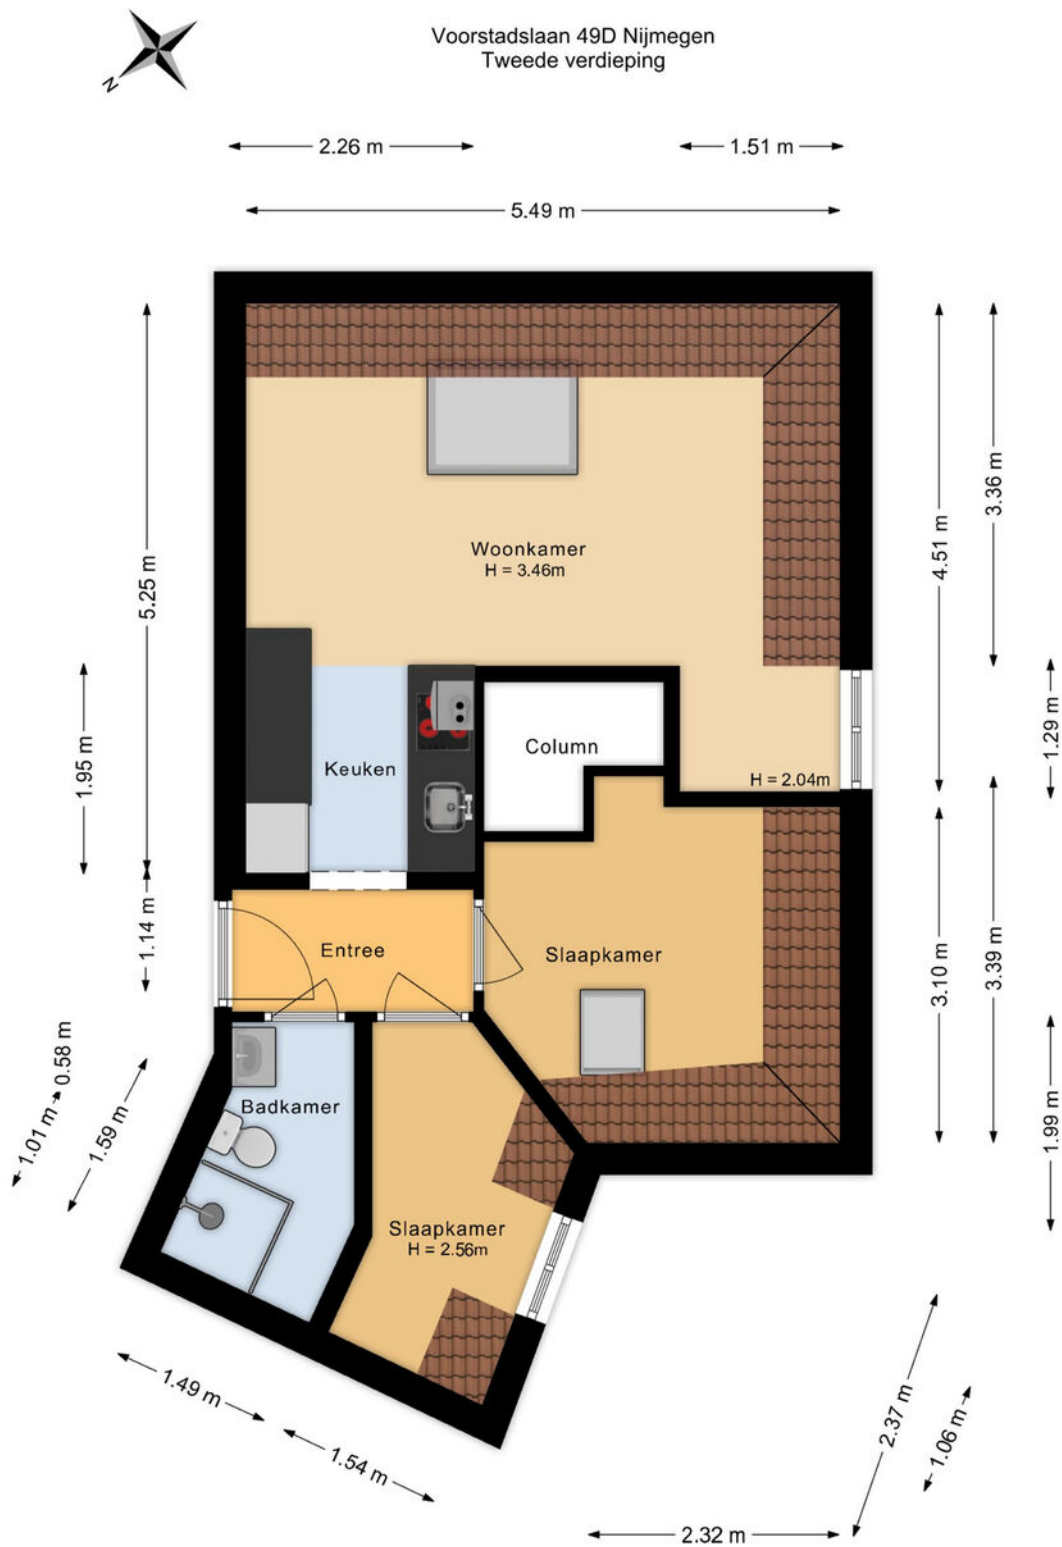 Voorstadslaan 49D Nijmegen
Tweede verdieping
N
2.26 m
1.51 m
5.49 m
5.25 m
4.51 m
3.36 m
Woonkamer
H = 3.46m
1.95 m
Keuken
Column
H = 2.04m
1.29 m
1.14 m
Entree
Slaapkamer
3.10 m
3.39 m
1.01 m
0.58 m
1.59 m
Badkamer
1.99 m
Slaapkamer
H = 2.56m
1.49 m
1.54 m
2.37 m
1.06 m
2.32 m